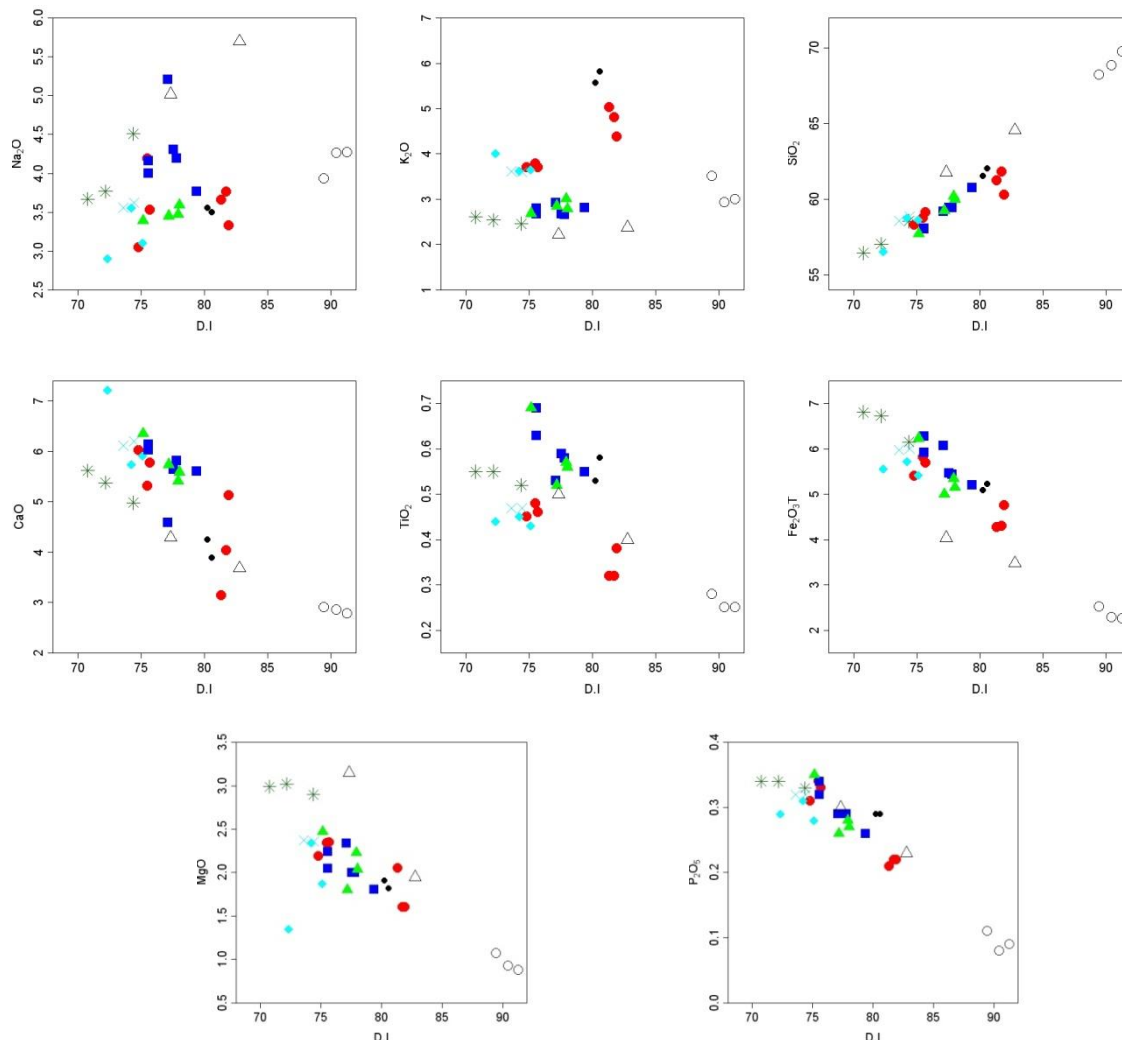 6.0 5.5 5.0 4.5 4.0 3.5 3.0 2.5
Na₂O
70 75 80 85 90
D.I
7 6 5 4 3 2 1
K₂O
70 75 80 85 90
D.I
70 65 60 55
SiO₂
70 75 80 85 90
D.I
7 6 5 4 3 2
CaO
70 75 80 85 90
D.I
0.7 0.6 0.5 0.4 0.3 0.2
TiO₂
70 75 80 85 90
D.I
7 6 5 4 3 2
Fe₂O₃T
70 75 80 85 90
D.I
3.5 3.0 2.5 2.0 1.5 1.0 0.5
MgO
70 75 80 85 90
D.I
0.4 0.3 0.2 0.1 0.0
P₂O₅
70 75 80 85 90
D.I